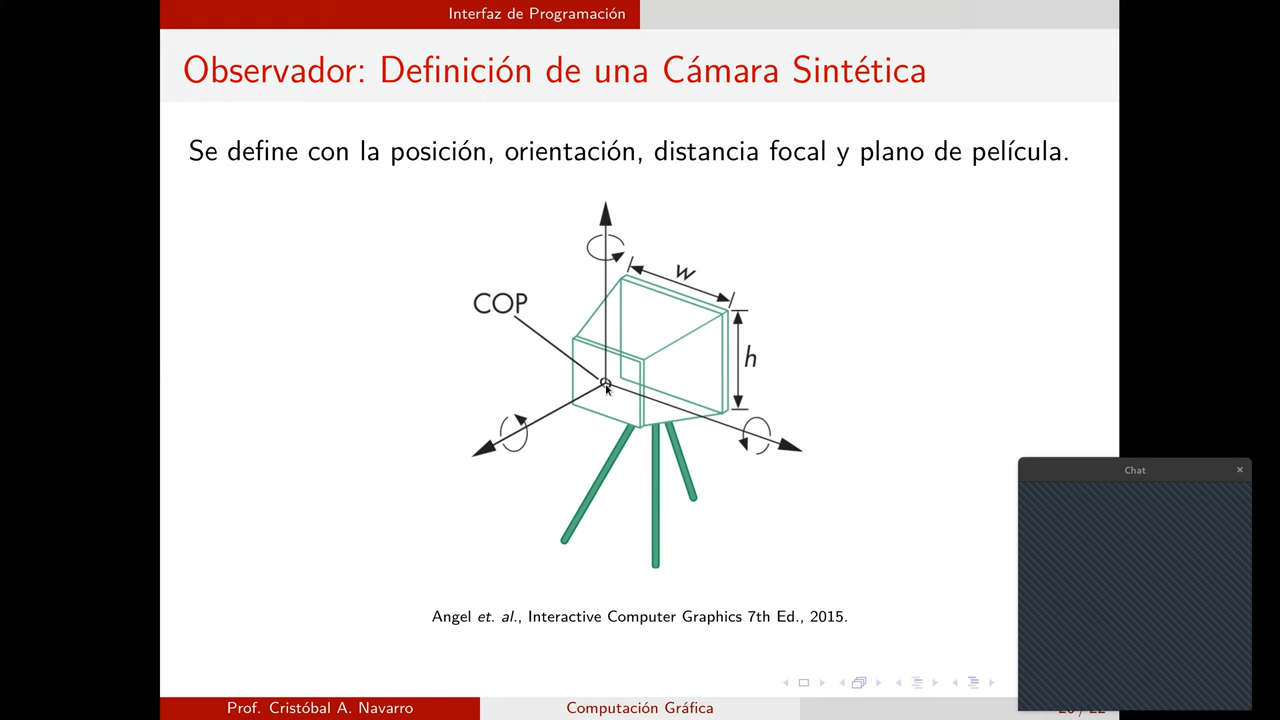 Interfaz de Programación
Observador: Definición de una Cámara Sintética
Se define con la posición, orientación, distancia focal y plano de película.
w
COP
h
Chat
Angel et. al., Interactive Computer Graphics 7th Ed., 2015.
Prof. Cristóbal A. Navarro
Computación Gráfica